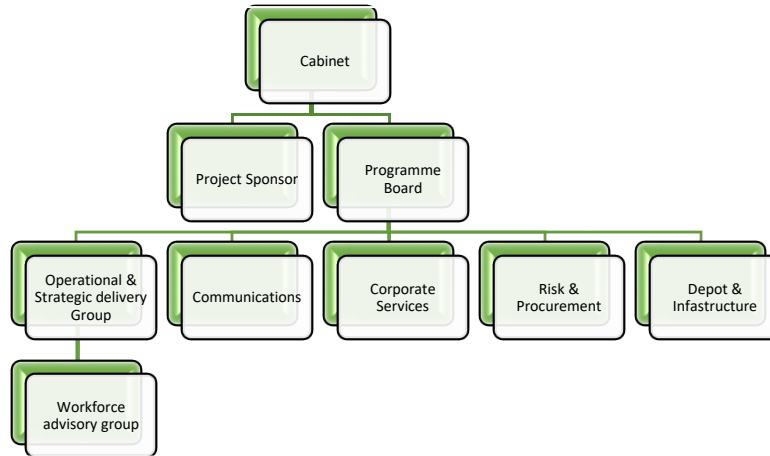 Cabinet
Project Sponsor
Programme
Board
Operational &
Strategic delivery
Group
Communications
Corporate
Services
Risk &
Procurement
Depot &
Infastructure
Workforce
advisory group